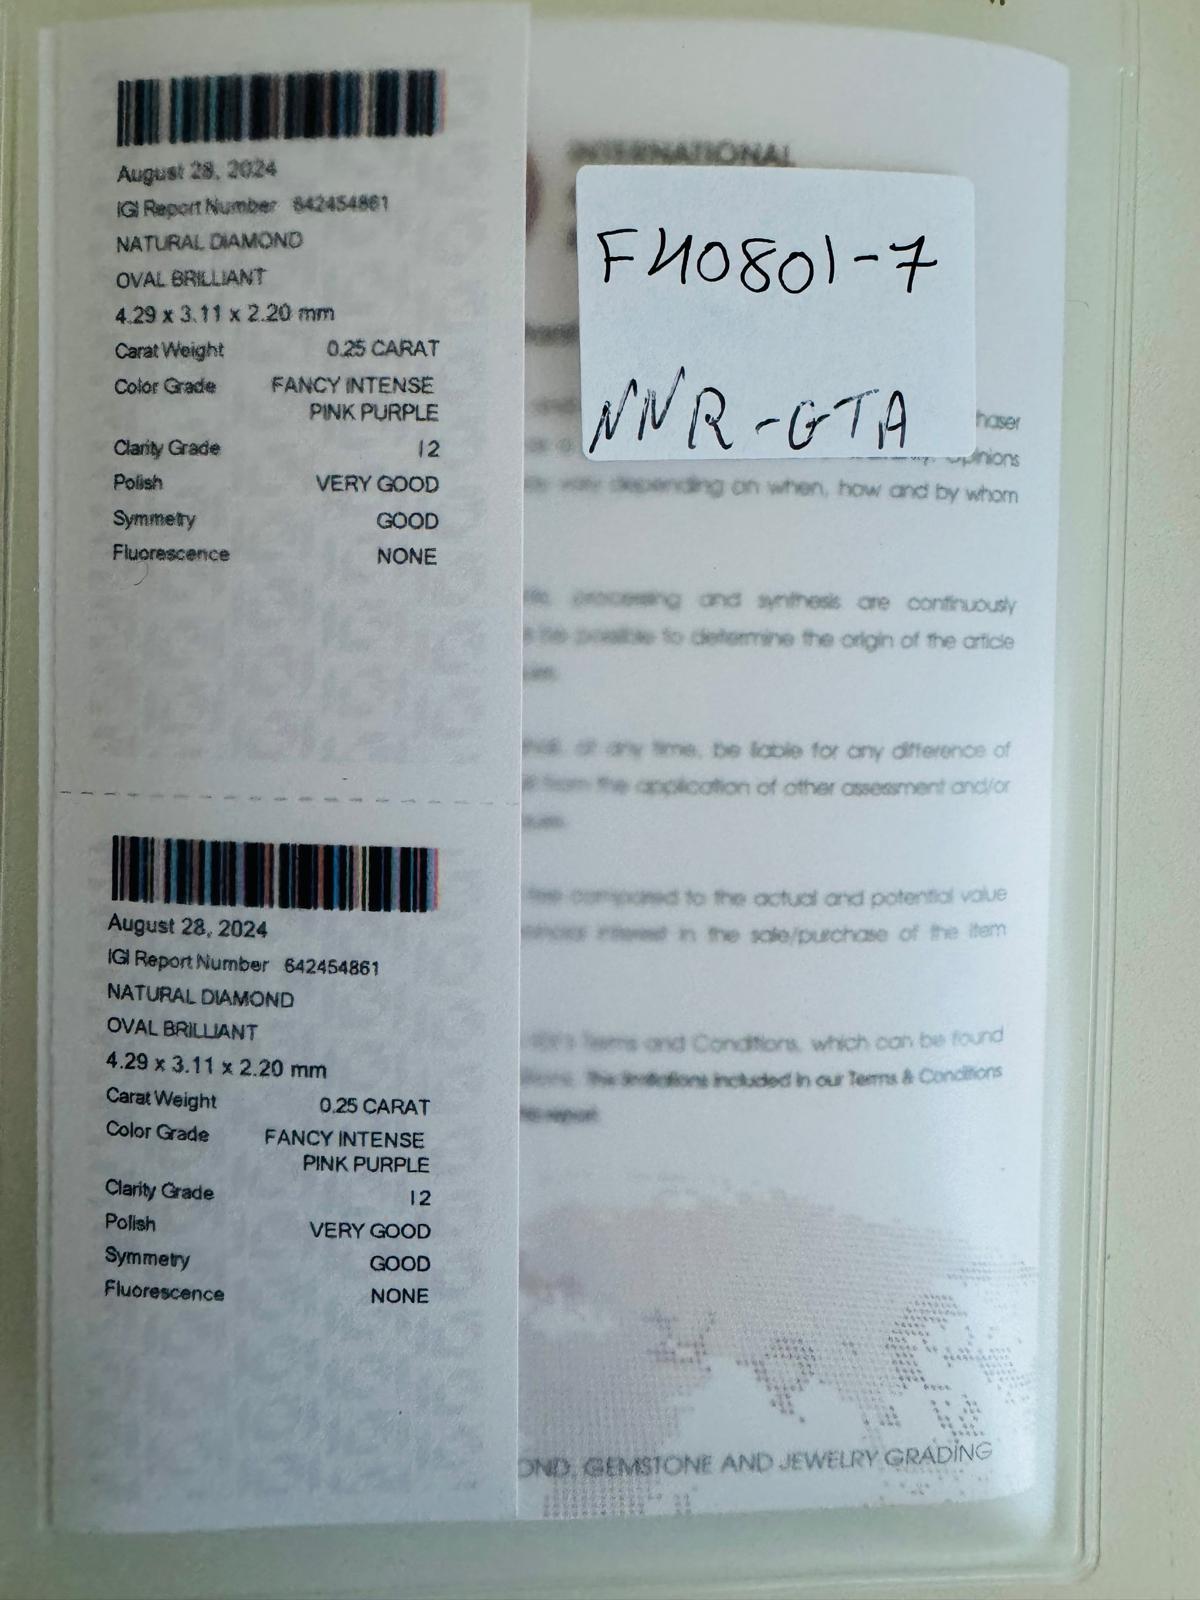 August 28, 2024
IGI Report Number 642454861
NATURAL DIAMOND
OVAL BRILLIANT
4.29 x 3.11 x 2.20 mm
Carat Weight 0.25 CARAT
Color Grade FANCY INTENSE
PINK PURPLE
Clarity Grade I 2
Polish VERY GOOD
Symmetry GOOD
Fluorescence NONE
August 28, 2024
IGI Report Number 642454861
NATURAL DIAMOND
OVAL BRILLIANT
4.29 x 3.11 x 2.20 mm
Carat Weight 0.25 CARAT
Color Grade FANCY INTENSE
PINK PURPLE
Clarity Grade I 2
Polish VERY GOOD
Symmetry GOOD
Fluorescence NONE
INTERNATIONAL
F40801-7
NNR-GTA
and
vary depending on when, how and by whom
processing and synthesis are continuously
be possible to determine the origin of the article
at any time, be liable for any difference of
from the application of other assessment and/or
compared to the actual and potential value
interest in the sale/purchase of the item
Terms and Conditions, which can be found
The limitations included in our Terms & Conditions
report.
GEMSTONE AND JEWELRY GRADING